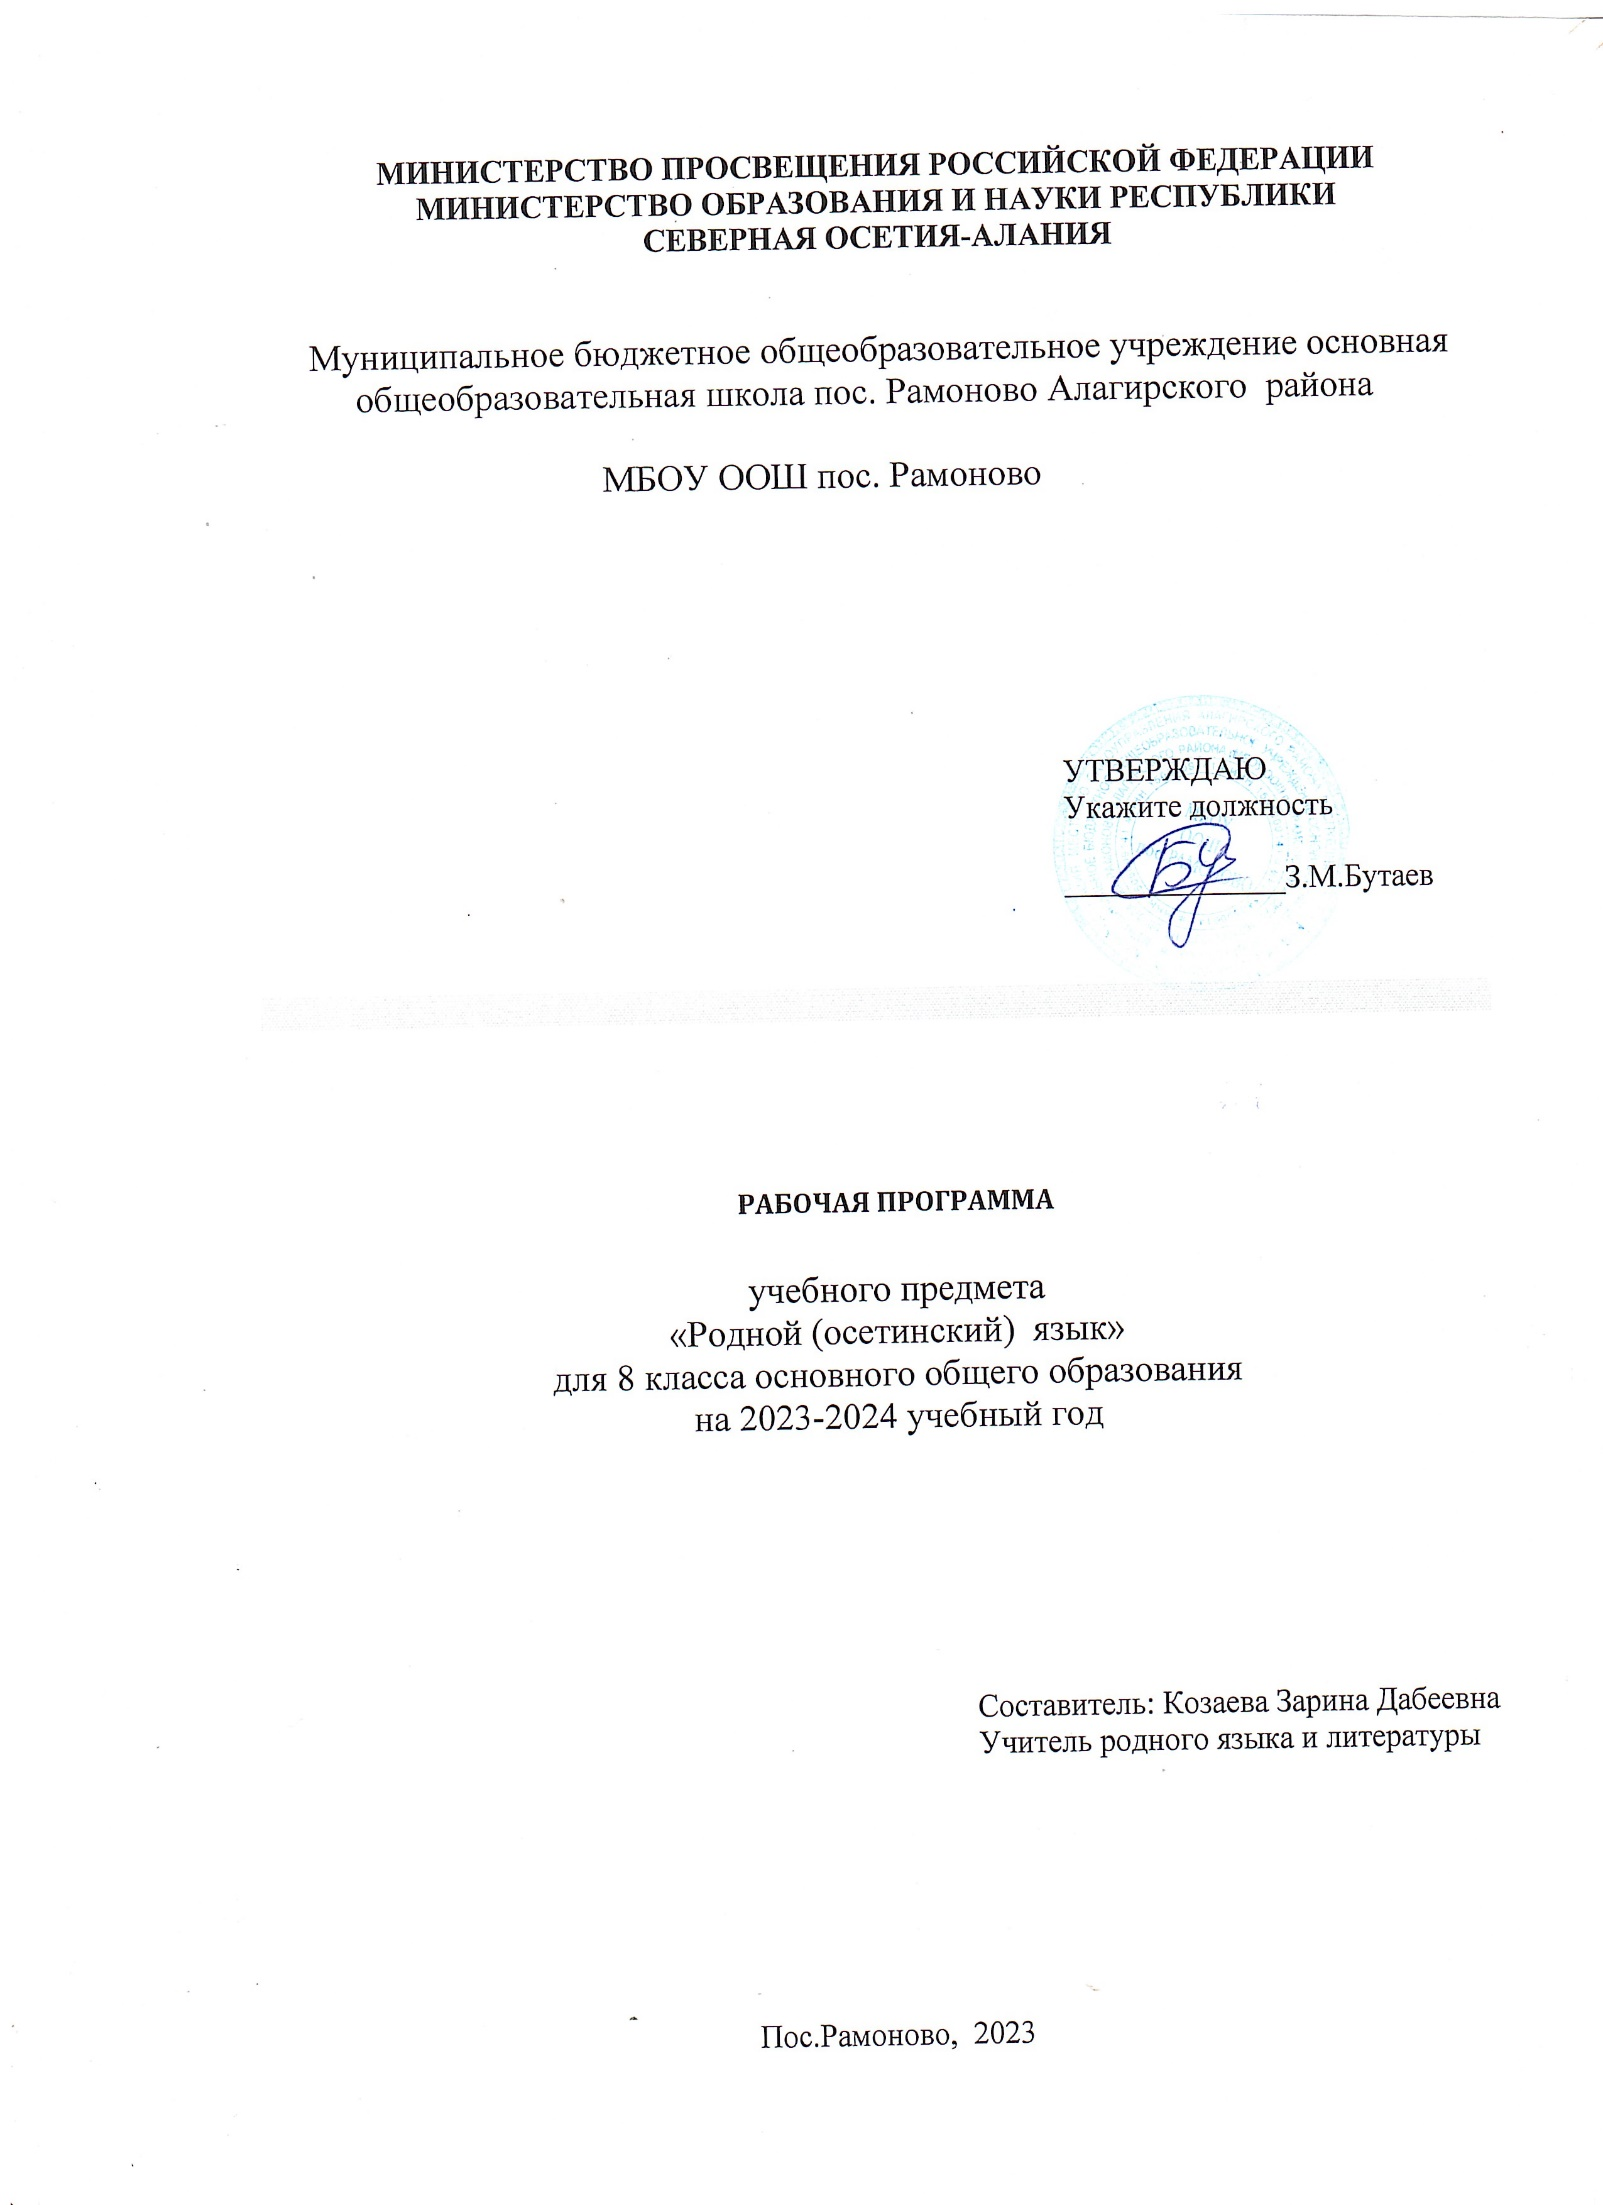 МИНИСТЕРСТВО ПРОСВЕЩЕНИЯ РОССИЙСКОЙ ФЕДЕРАЦИИ
МИНИСТЕРСТВО ОБРАЗОВАНИЯ И НАУКИ РЕСПУБЛИКИ
СЕВЕРНАЯ ОСЕТИЯ-АЛАНИЯ
Муниципальное бюджетное общеобразовательное учреждение основная
общеобразовательная школа пос. Рамоново Алагирского района
МБОУ ООШ пос. Рамоново
УТВЕРЖДАЮ
Укажите должность
З.М.Бутаев
РАБОЧАЯ ПРОГРАММА
учебного предмета
«Родной (осетинский) язык»
для 8 класса основного общего образования
на 2023-2024 учебный год
Составитель: Козаева Зарина Дабеевна
Учитель родного языка и литературы
Пос.Рамоново, 2023